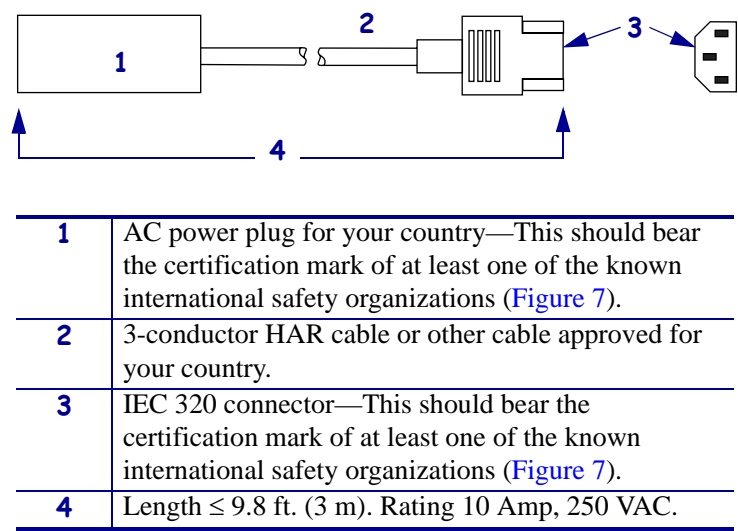 2
3
1
4
1 AC power plug for your country—This should bear
the certification mark of at least one of the known
international safety organizations (Figure 7).
2 3-conductor HAR cable or other cable approved for
your country.
3 IEC 320 connector—This should bear the
certification mark of at least one of the known
international safety organizations (Figure 7).
4 Length ≤ 9.8 ft. (3 m). Rating 10 Amp, 250 VAC.